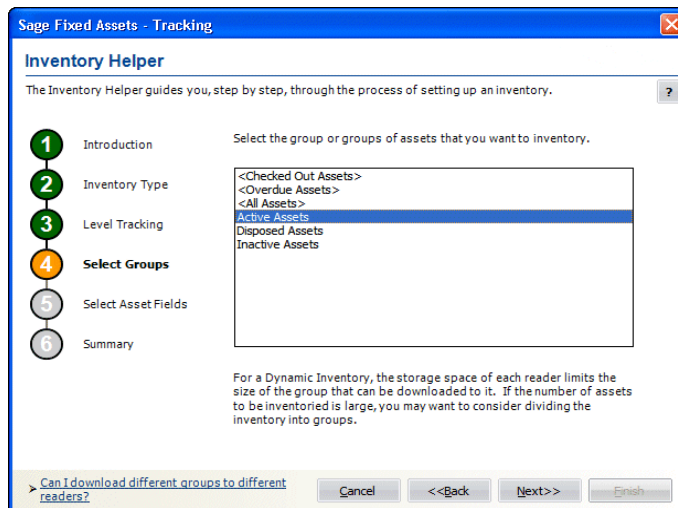 Sage Fixed Assets - Tracking
Inventory Helper
The Inventory Helper guides you, step by step, through the process of setting up an inventory.
?
1 Introduction
2 Inventory Type
3 Level Tracking
4 Select Groups
5 Select Asset Fields
6 Summary
Select the group or groups of assets that you want to inventory.
<Checked Out Assets>
<Overdue Assets>
<All Assets>
Active Assets
Disposed Assets
Inactive Assets
For a Dynamic Inventory, the storage space of each reader limits the
size of the group that can be downloaded to it. If the number of assets
to be inventoried is large, you may want to consider dividing the
inventory into groups.
Can I download different groups to different
readers?
Cancel
<<Back
Next>>
Finish